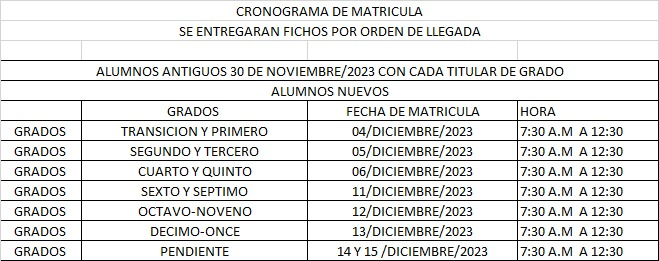 CRONOGRAMA DE MATRICULA
SE ENTREGARAN FICHOS POR ORDEN DE LLEGADA
ALUMNOS ANTIGUOS 30 DE NOVIEMBRE/2023 CON CADA TITULAR DE GRADO
ALUMNOS NUEVOS
GRADOS FECHA DE MATRICULA HORA
GRADOS TRANSICION Y PRIMERO 04/DICIEMBRE/2023 7:30 A.M A 12:30
GRADOS SEGUNDO Y TERCERO 05/DICIEMBRE/2023 7:30 A.M A 12:30
GRADOS CUARTO Y QUINTO 06/DICIEMBRE/2023 7:30 A.M A 12:30
GRADOS SEXTO Y SEPTIMO 11/DICIEMBRE/2023 7:30 A.M A 12:30
GRADOS OCTAVO-NOVENO 12/DICIEMBRE/2023 7:30 A.M A 12:30
GRADOS DECIMO-ONCE 13/DICIEMBRE/2023 7:30 A.M A 12:30
GRADOS PENDIENTE 14 Y 15 /DICIEMBRE/2023 7:30 A.M A 12:30